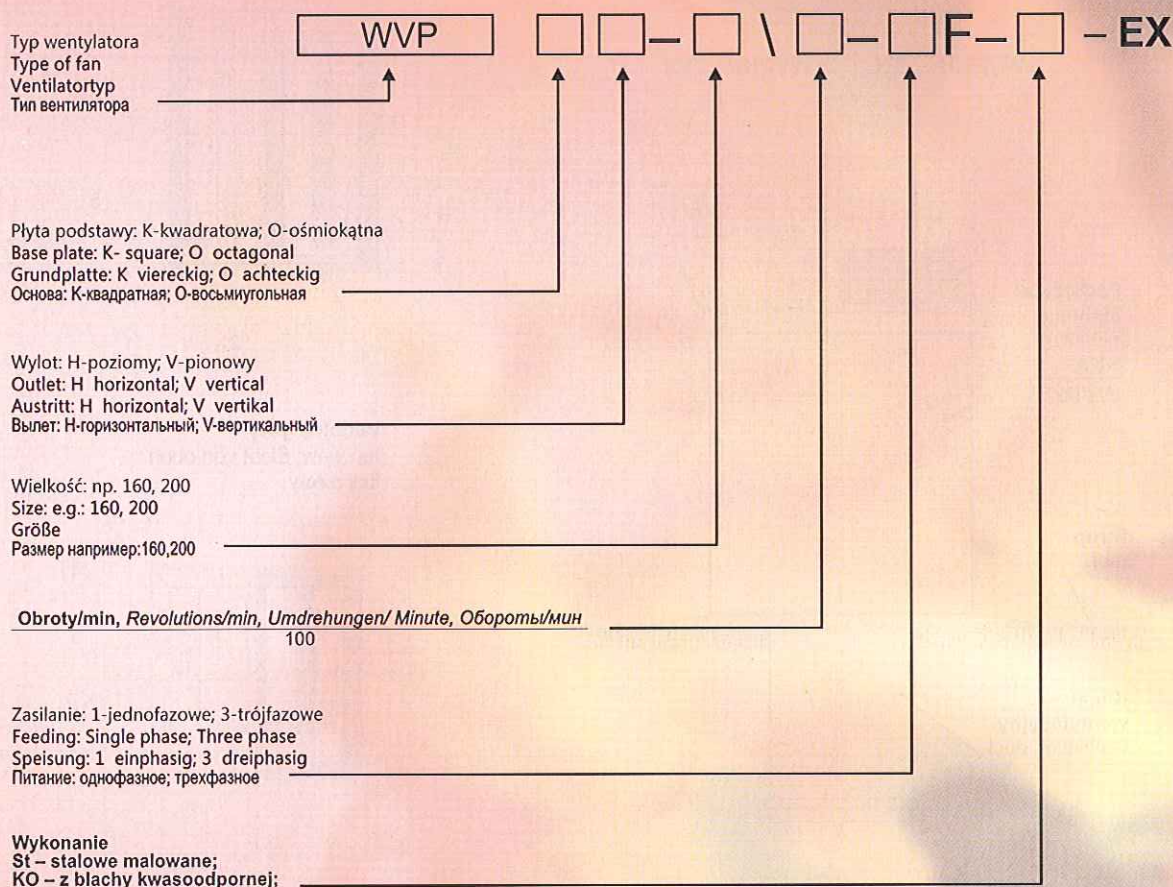 WVP □ □ – □ \ □ – □ F – □ – EX
Typ wentylatora
Type of fan
Ventilatortyp
Тип вентилятора
Płyta podstawy: K-kwadratowa; O-ośmiokątna
Base plate: K- square; O octagonal
Grundplatte: K viereckig; O achteckig
Основа: K-квадратная; O-восьмиугольная
Wylot: H-poziomy; V-pionowy
Outlet: H horizontal; V vertical
Austritt: H horizontal; V vertikal
Вылет: H-горизонтальный; V-вертикальный
Wielkość: np. 160, 200
Size: e.g.: 160, 200
Größe
Размер например:160,200
Obroty/min, Revolutions/min, Umdrehungen/ Minute, Обороты/мин
100
Zasilanie: 1-jednofazowe; 3-trójfazowe
Feeding: Single phase; Three phase
Speisung: 1 einphasig; 3 dreiphasig
Питание: однофазное; трехфазное
Wykonanie
St – stalowe malowane;
KO – z blachy kwasoodpornej;